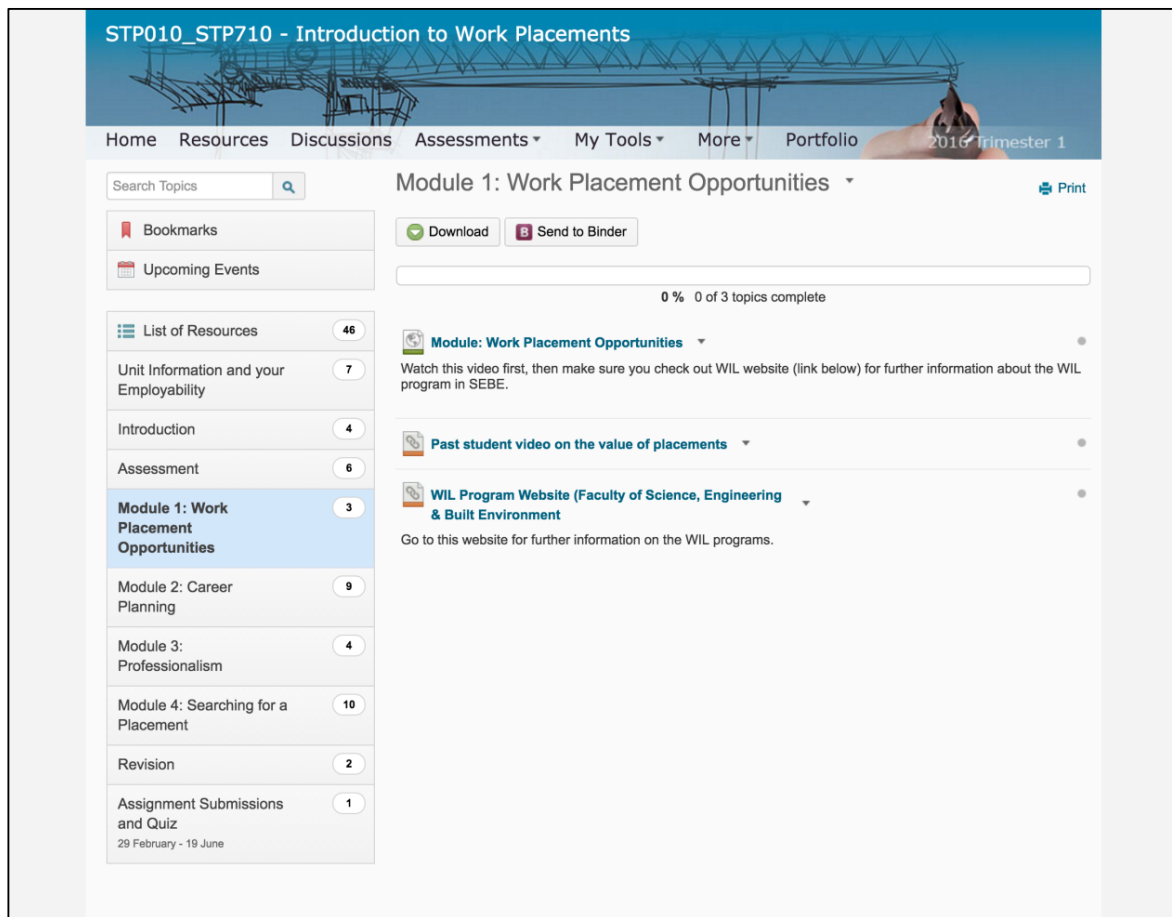 STP010_STP710 - Introduction to Work Placements
Home Resources Discussions Assessments My Tools More Portfolio 2016 Trimester 1
Search Topics
Bookmarks
Upcoming Events
List of Resources 46
Unit Information and your 7
Employability
Introduction 4
Assessment 6
Module 1: Work 3
Placement
Opportunities
Module 2: Career 9
Planning
Module 3: 4
Professionalism
Module 4: Searching for a 10
Placement
Revision 2
Assignment Submissions 1
and Quiz
29 February - 19 June
Module 1: Work Placement Opportunities
Print
Download B Send to Binder
0 % 0 of 3 topics complete
Module: Work Placement Opportunities
Watch this video first, then make sure you check out WIL website (link below) for further information about the WIL
program in SEBE.
Past student video on the value of placements
WIL Program Website (Faculty of Science, Engineering
& Built Environment
Go to this website for further information on the WIL programs.